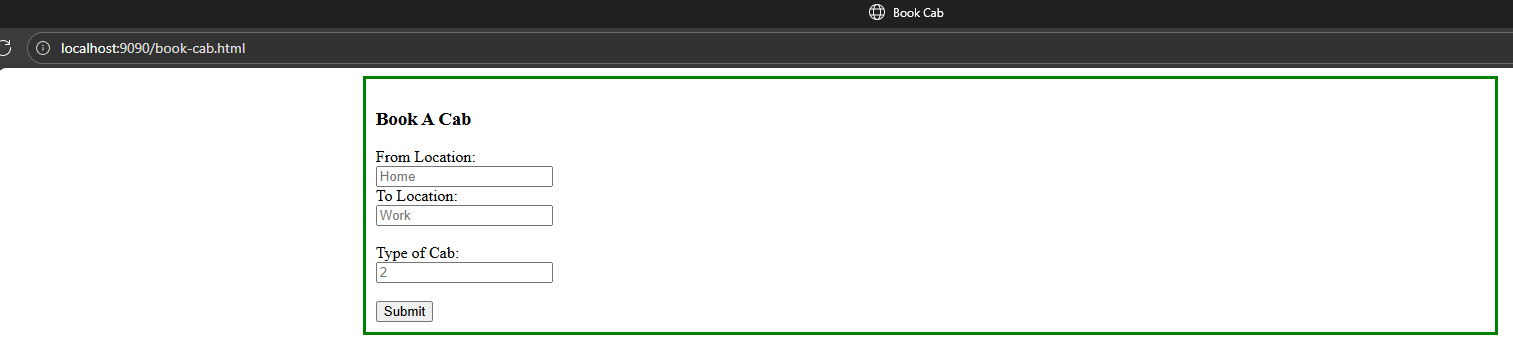 Book Cab
localhost:9090/book-cab.html
Book A Cab
From Location:
Home
To Location:
Work
Type of Cab:
2
Submit